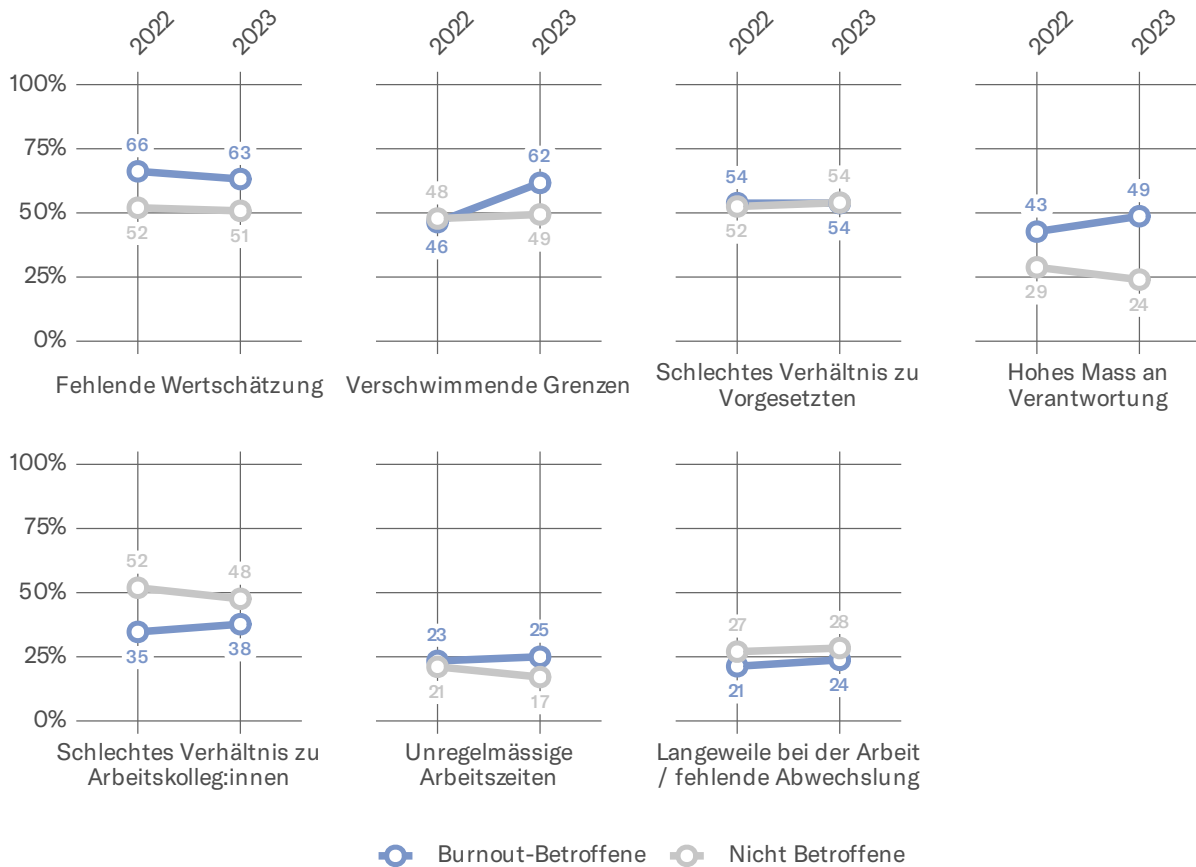 2022 2023 2022 2023 2022 2023 2022 2023
100%
75%
66 63 62 54 54
48 43 49
50%
52 51 46 49 52 54
25%
29 24
0%
Fehlende Wertschätzung
Verschwimmende Grenzen
Schlechtes Verhältnis zu
Vorgesetzten
Hohes Mass an
Verantwortung
100%
75%
52 48
50%
35 38 23 25 27 28
25%
21 17 21 24
0%
Schlechtes Verhältnis zu
Arbeitskolleg:innen
Unregelmässige
Arbeitszeiten
Langeweile bei der Arbeit
/ fehlende Abwechslung
Burnout-Betroffene Nicht Betroffene